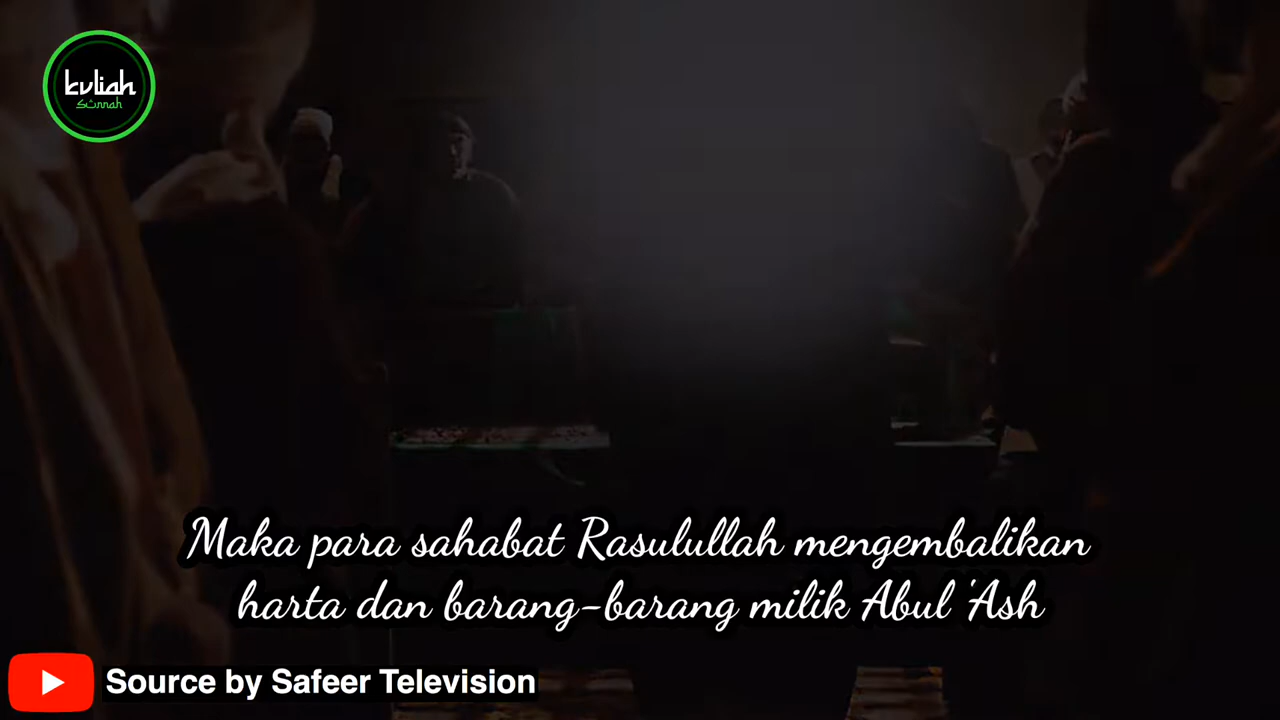 kuliah
sunnah
Maka para sahabat Rasulullah mengembalikan
harta dan barang-barang milik Abul 'Ash
Source by Safeer Television